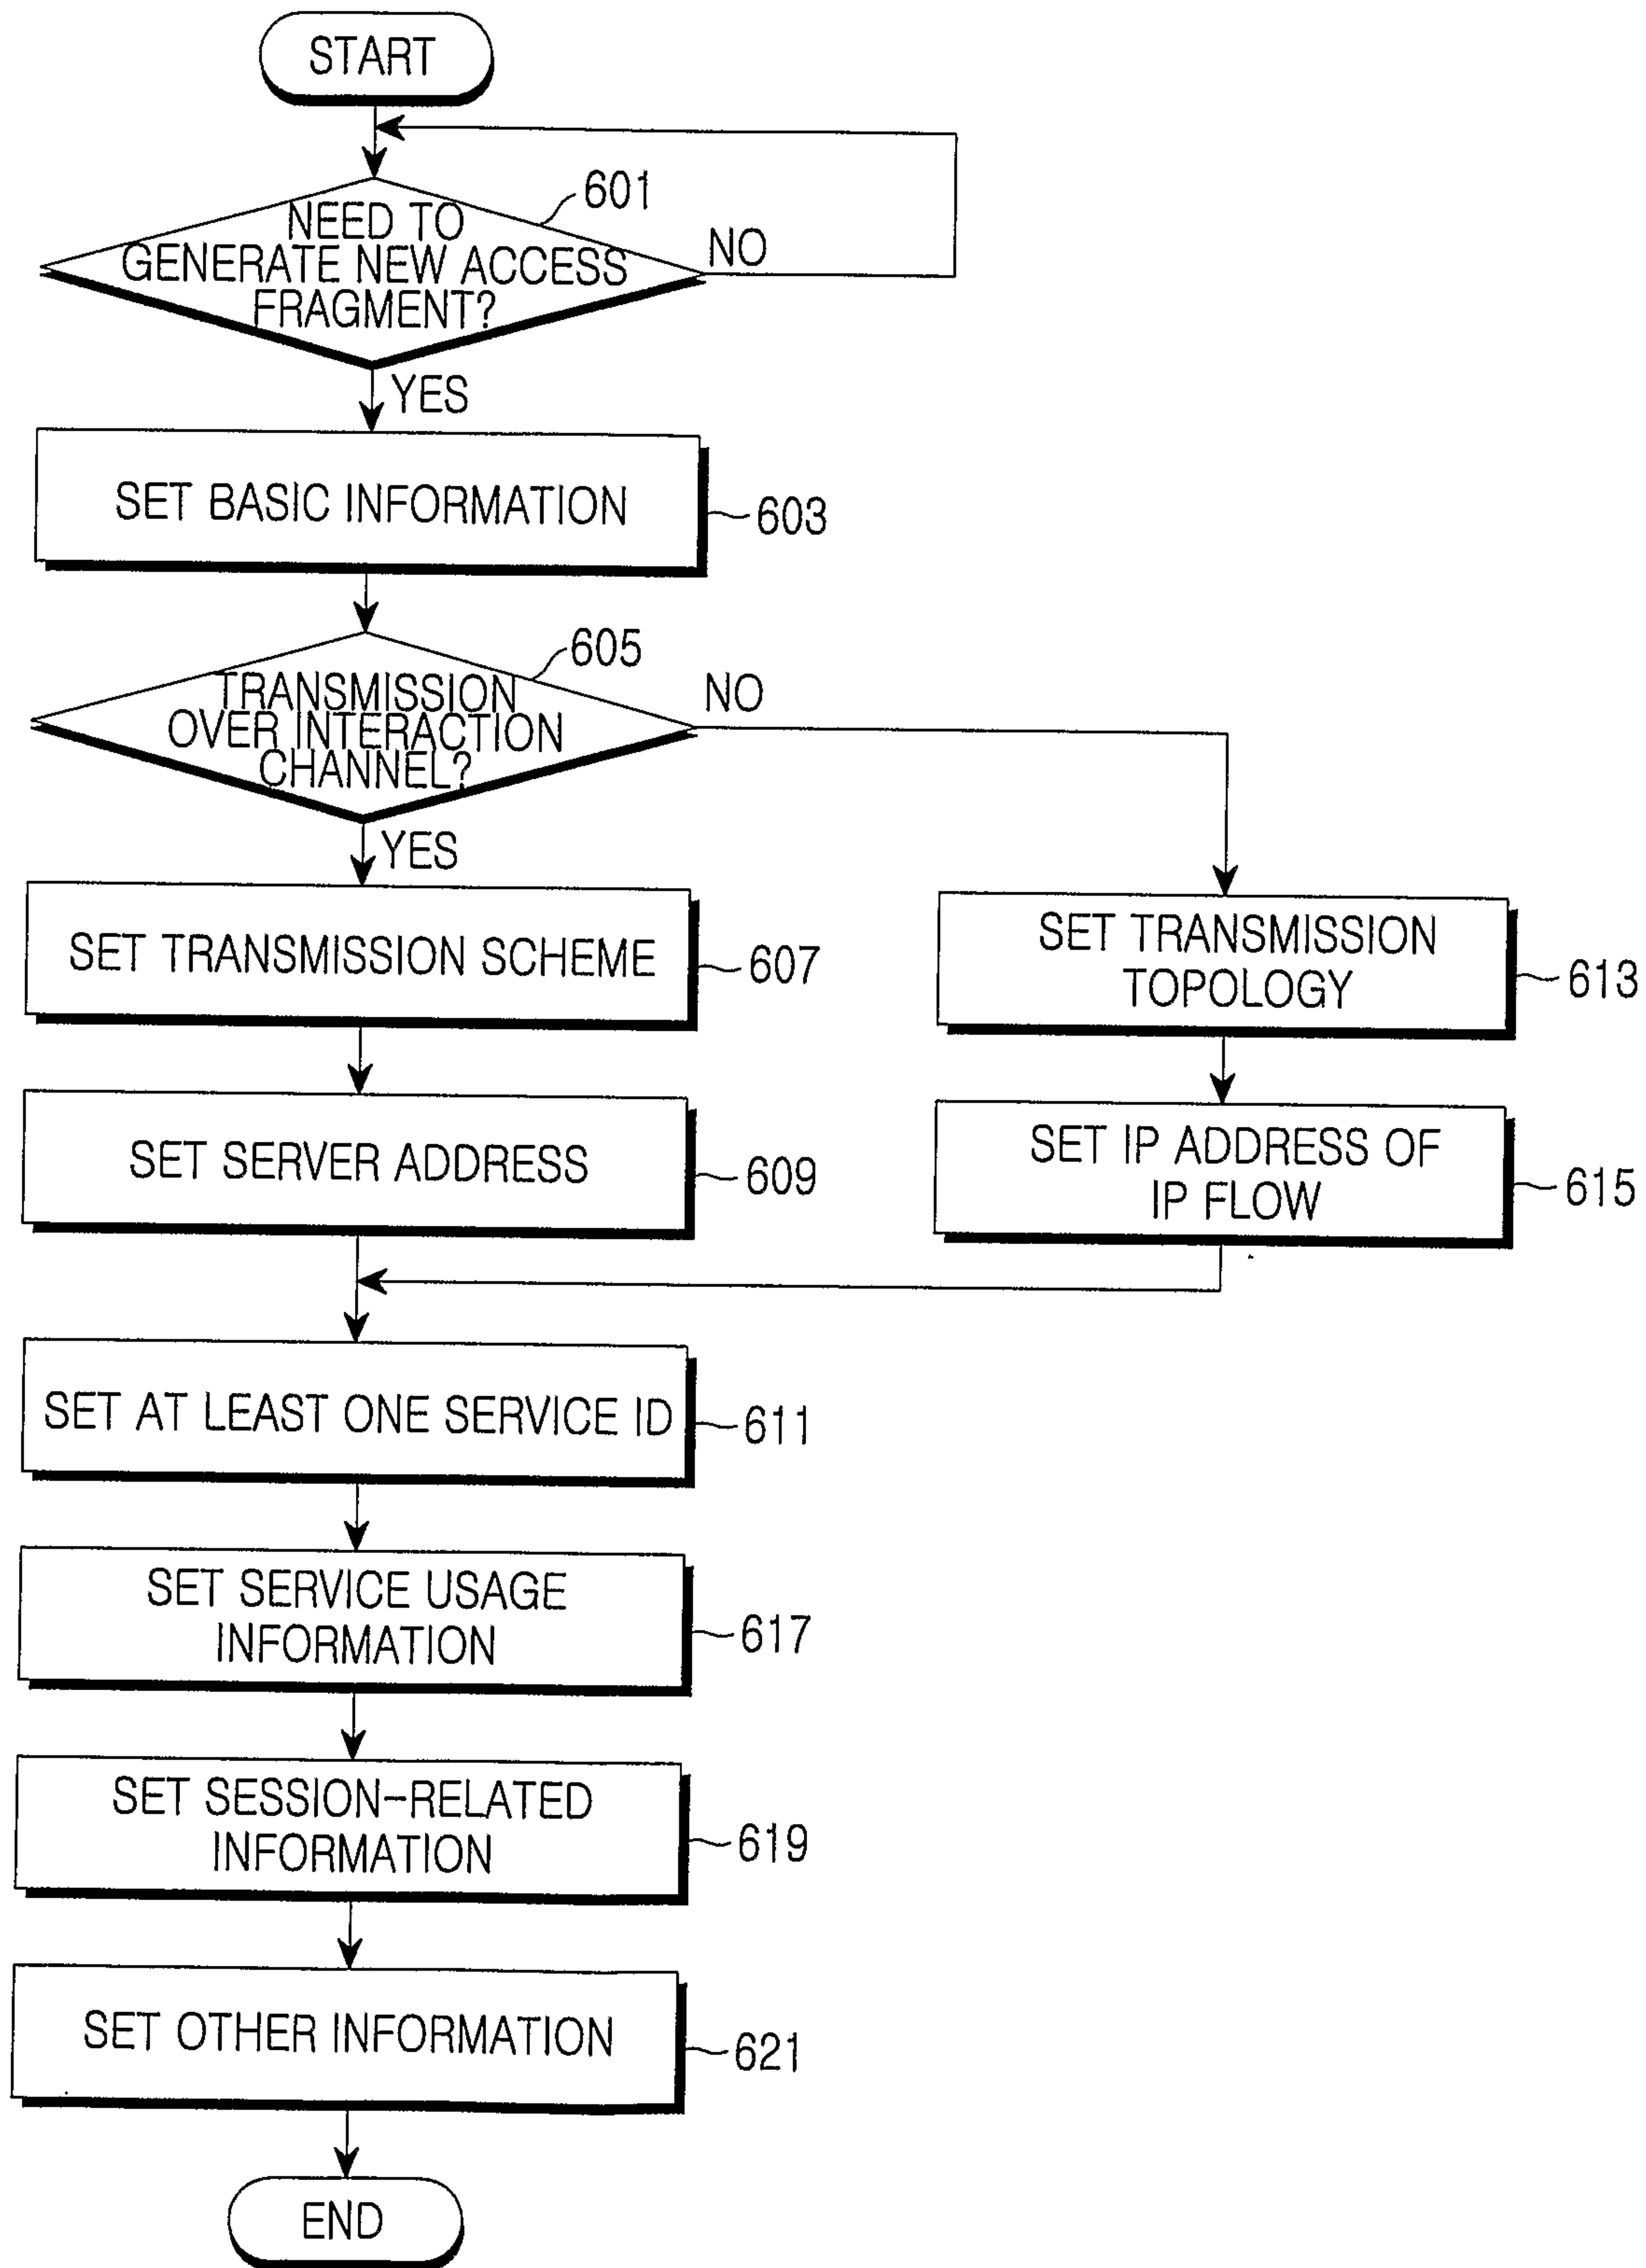 START
601
NEED TO
GENERATE NEW ACCESS
FRAGMENT?
NO
YES
SET BASIC INFORMATION
603
605
TRANSMISSION
OVER INTERACTION
CHANNEL?
NO
YES
SET TRANSMISSION SCHEME
607
SET TRANSMISSION
TOPOLOGY
613
SET SERVER ADDRESS
609
SET IP ADDRESS OF
IP FLOW
615
SET AT LEAST ONE SERVICE ID
611
SET SERVICE USAGE
INFORMATION
617
SET SESSION-RELATED
INFORMATION
619
SET OTHER INFORMATION
621
END